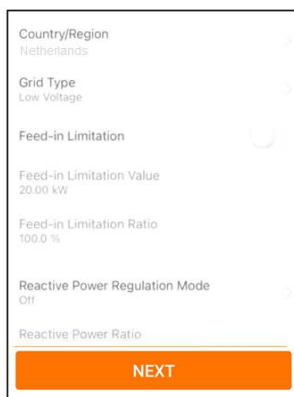 Country/Region
Netherlands
Grid Type
Low Voltage
Feed-in Limitation
Feed-in Limitation Value
20.00 kW
Feed-in Limitation Ratio
100.0 %
Reactive Power Regulation Mode
Off
Reactive Power Ratio
NEXT